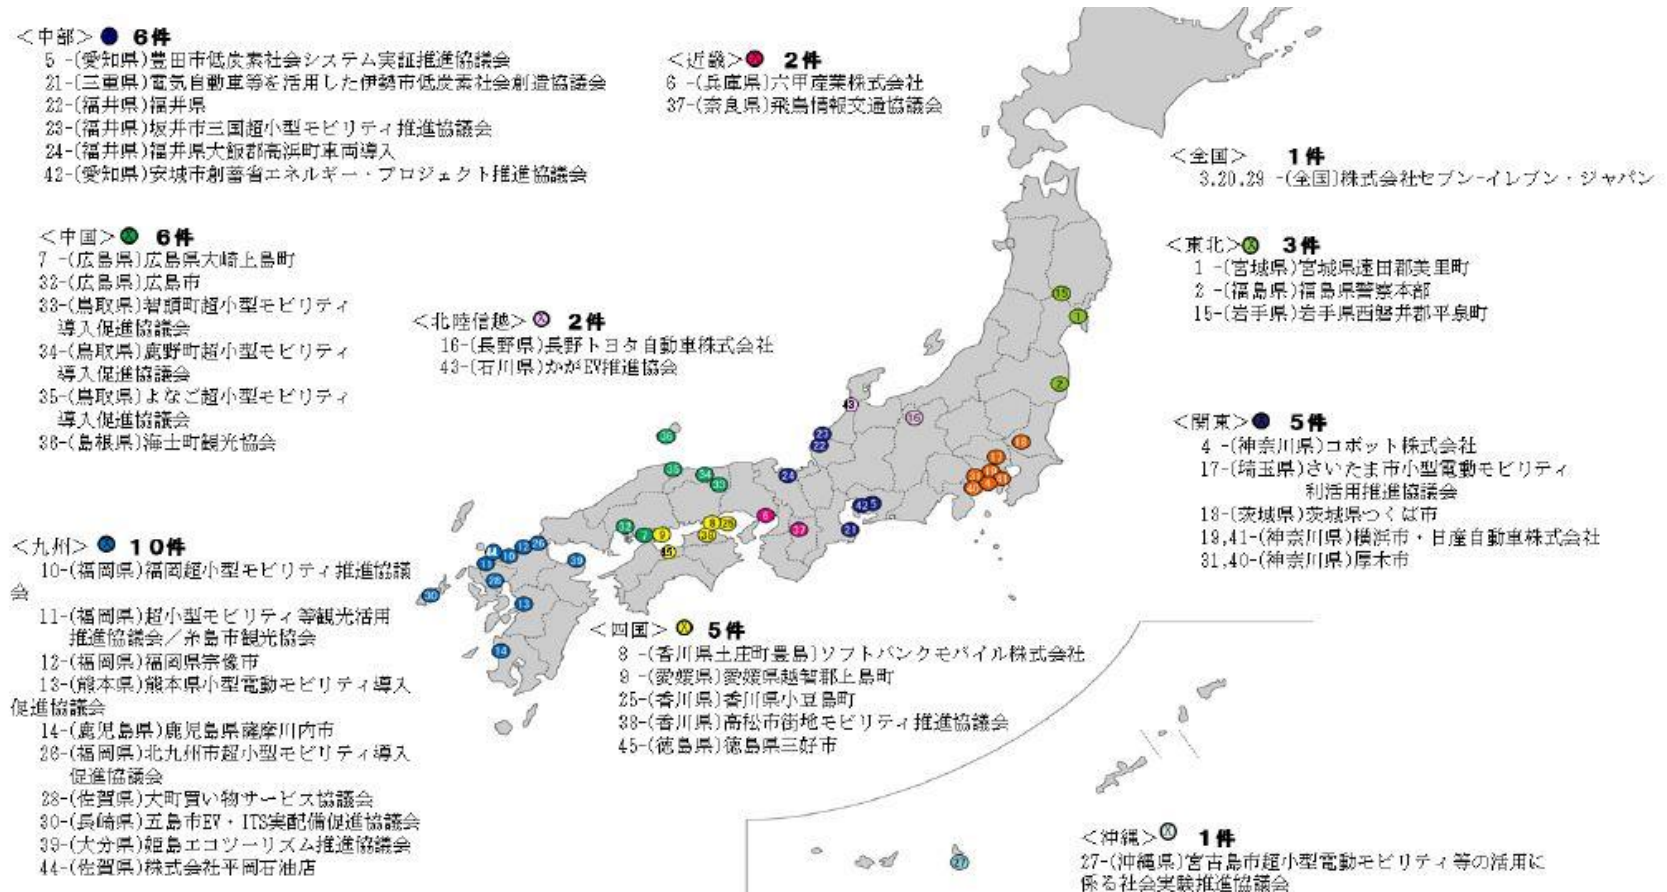 <中部> 6件
5 -(愛知県)豊田市低炭素社会システム実証推進協議会
21-(三重県)電気自動車等を活用した伊勢市低炭素社会創造協議会
22-(福井県)福井県
23-(福井県)坂井市三国超小型モビリティ推進協議会
24-(福井県)福井県大飯郡高浜町車両導入
42-(愛知県)安城市創蓄省エネルギー・プロジェクト推進協議会
<近畿> 2件
6 -(兵庫県)六甲産業株式会社
37-(奈良県)飛鳥情報交通協議会
<全国> 1件
3.20.29 -(全国)株式会社セブン-イレブン・ジャパン
<中国> 6件
7 -(広島県)広島県大崎上島町
32-(広島県)広島市
33-(鳥取県)智頭町超小型モビリティ
導入促進協議会
34-(鳥取県)鹿野町超小型モビリティ
導入促進協議会
35-(鳥取県)よなご超小型モビリティ
導入促進協議会
36-(島根県)海士町観光協会
<北陸信越> 2件
16-(長野県)長野トヨタ自動車株式会社
43-(石川県)かがEV推進協会
<東北> 3件
1 -(宮城県)宮城県遠田郡美里町
2 -(福島県)福島県警察本部
15-(岩手県)岩手県西磐井郡平泉町
<関東> 5件
4 -(神奈川県)コボット株式会社
17-(埼玉県)さいたま市小型電動モビリティ
利活用推進協議会
18-(茨城県)茨城県つくば市
19,41-(神奈川県)横浜市・日産自動車株式会社
31,40-(神奈川県)厚木市
<九州> 10件
10-(福岡県)福岡超小型モビリティ推進協議
会
11-(福岡県)超小型モビリティ等観光活用
推進協議会/糸島市観光協会
12-(福岡県)福岡県宗像市
13-(熊本県)熊本県小型電動モビリティ導入
促進協議会
14-(鹿児島県)鹿児島県薩摩川内市
26-(福岡県)北九州市超小型モビリティ導入
促進協議会
28-(佐賀県)大町買い物サービス協議会
30-(長崎県)五島市EV・ITS実配備促進協議会
39-(大分県)姫島エコツーリズム推進協議会
44-(佐賀県)株式会社平岡石油店
<四国> 5件
8 -(香川県土庄町豊島)ソフトバンクモバイル株式会社
9 -(愛媛県)愛媛県越智郡上島町
25-(香川県)香川県小豆島町
38-(香川県)高松市街地モビリティ推進協議会
45-(徳島県)徳島県三好市
<沖縄> 1件
27-(沖縄県)宮古島市超小型電動モビリティ等の活用に
係る社会実験推進協議会
15
1
2
43
16
18
23
22
24
42 5
21
6
37
36
35
34
33
32
7
9
8 25
38
45
12 26
10
11
39
28
30
13
14
27